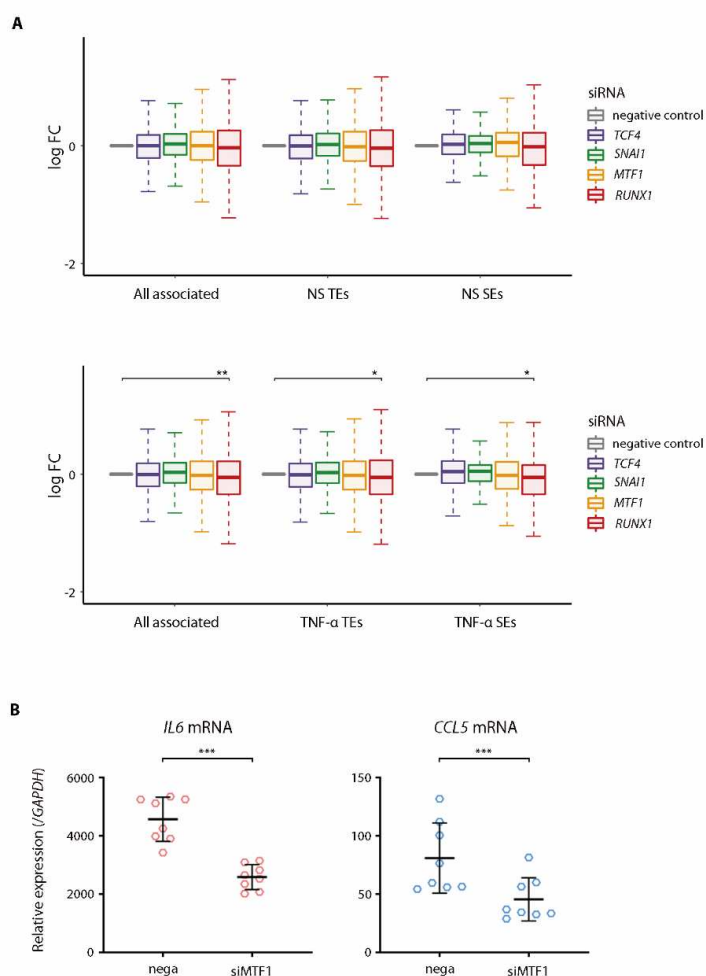 A
log FC
0
-2
All associated
NS TEs
NS SEs
siRNA
negative control
TCF4
SNAI1
MTF1
RUNX1
**
*
*
log FC
0
-2
All associated
TNF-α TEs
TNF-α SEs
siRNA
negative control
TCF4
SNAI1
MTF1
RUNX1
B
IL6 mRNA
***
Relative expression (/GAPDH)
6000
4000
2000
0
nega
siMTF1
CCL5 mRNA
***
150
100
50
0
nega
siMTF1